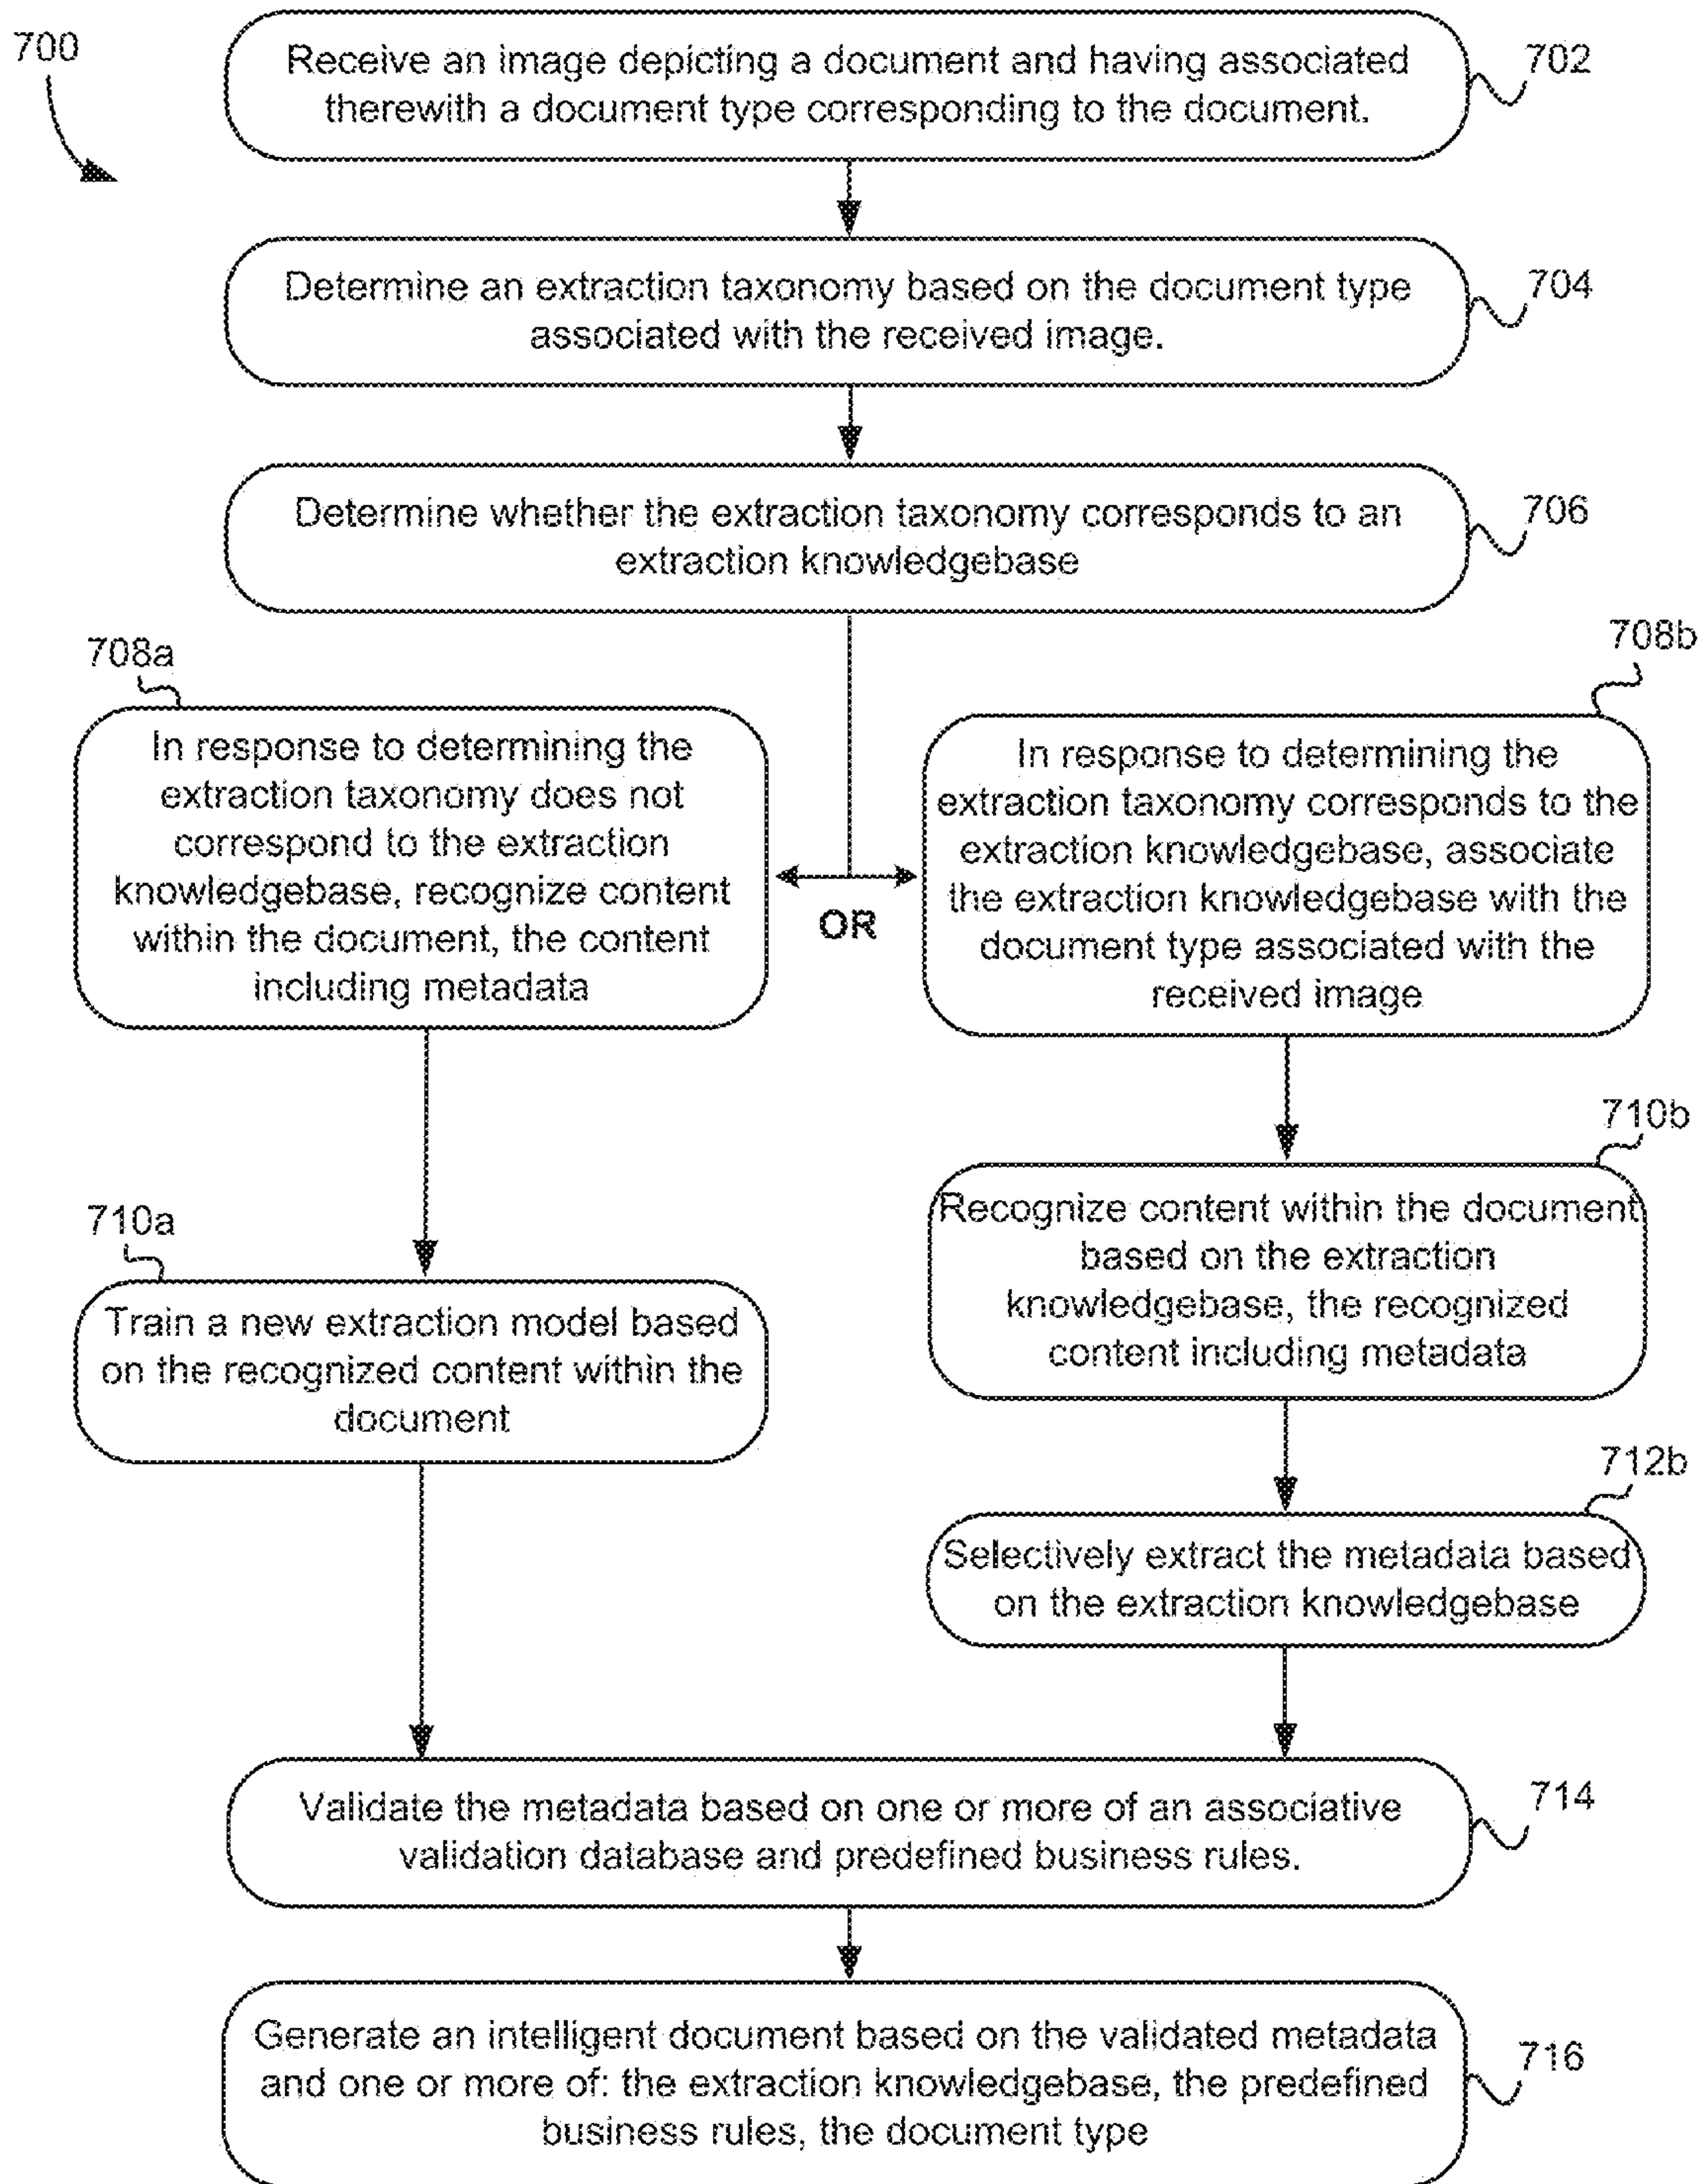 700
Receive an image depicting a document and having associated
therewith a document type corresponding to the document.
702
Determine an extraction taxonomy based on the document type
associated with the received image.
704
Determine whether the extraction taxonomy corresponds to an
extraction knowledgebase
706
708a
In response to determining the
extraction taxonomy does not
correspond to the extraction
knowledgebase, recognize content
within the document, the content
including metadata
OR
708b
In response to determining the
extraction taxonomy corresponds to the
extraction knowledgebase, associate
the extraction knowledgebase with the
document type associated with the
received image
710a
Train a new extraction model based
on the recognized content within the
document
710b
Recognize content within the document
based on the extraction
knowledgebase, the recognized
content including metadata
712b
Selectively extract the metadata based
on the extraction knowledgebase
Validate the metadata based on one or more of an associative
validation database and predefined business rules.
714
Generate an intelligent document based on the validated metadata
and one or more of: the extraction knowledgebase, the predefined
business rules, the document type
716